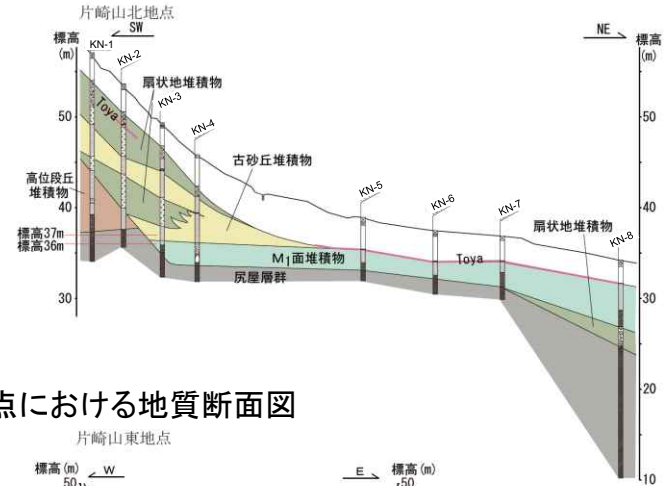 片崎山北地点
SW
NE
標高
(m)
標高
(m)
KN-1
KN-2
KN-3
KN-4
KN-5
KN-6
KN-7
KN-8
Toya
扇状地堆積物
古砂丘堆積物
高位段丘
堆積物
標高37m
標高36m
M1面堆積物
尻屋層群
Toya
扇状地堆積物
50
40
30
50
40
30
20
10
点における地質断面図
片崎山東地点
標高(m)
W
E
標高(m)
50
50